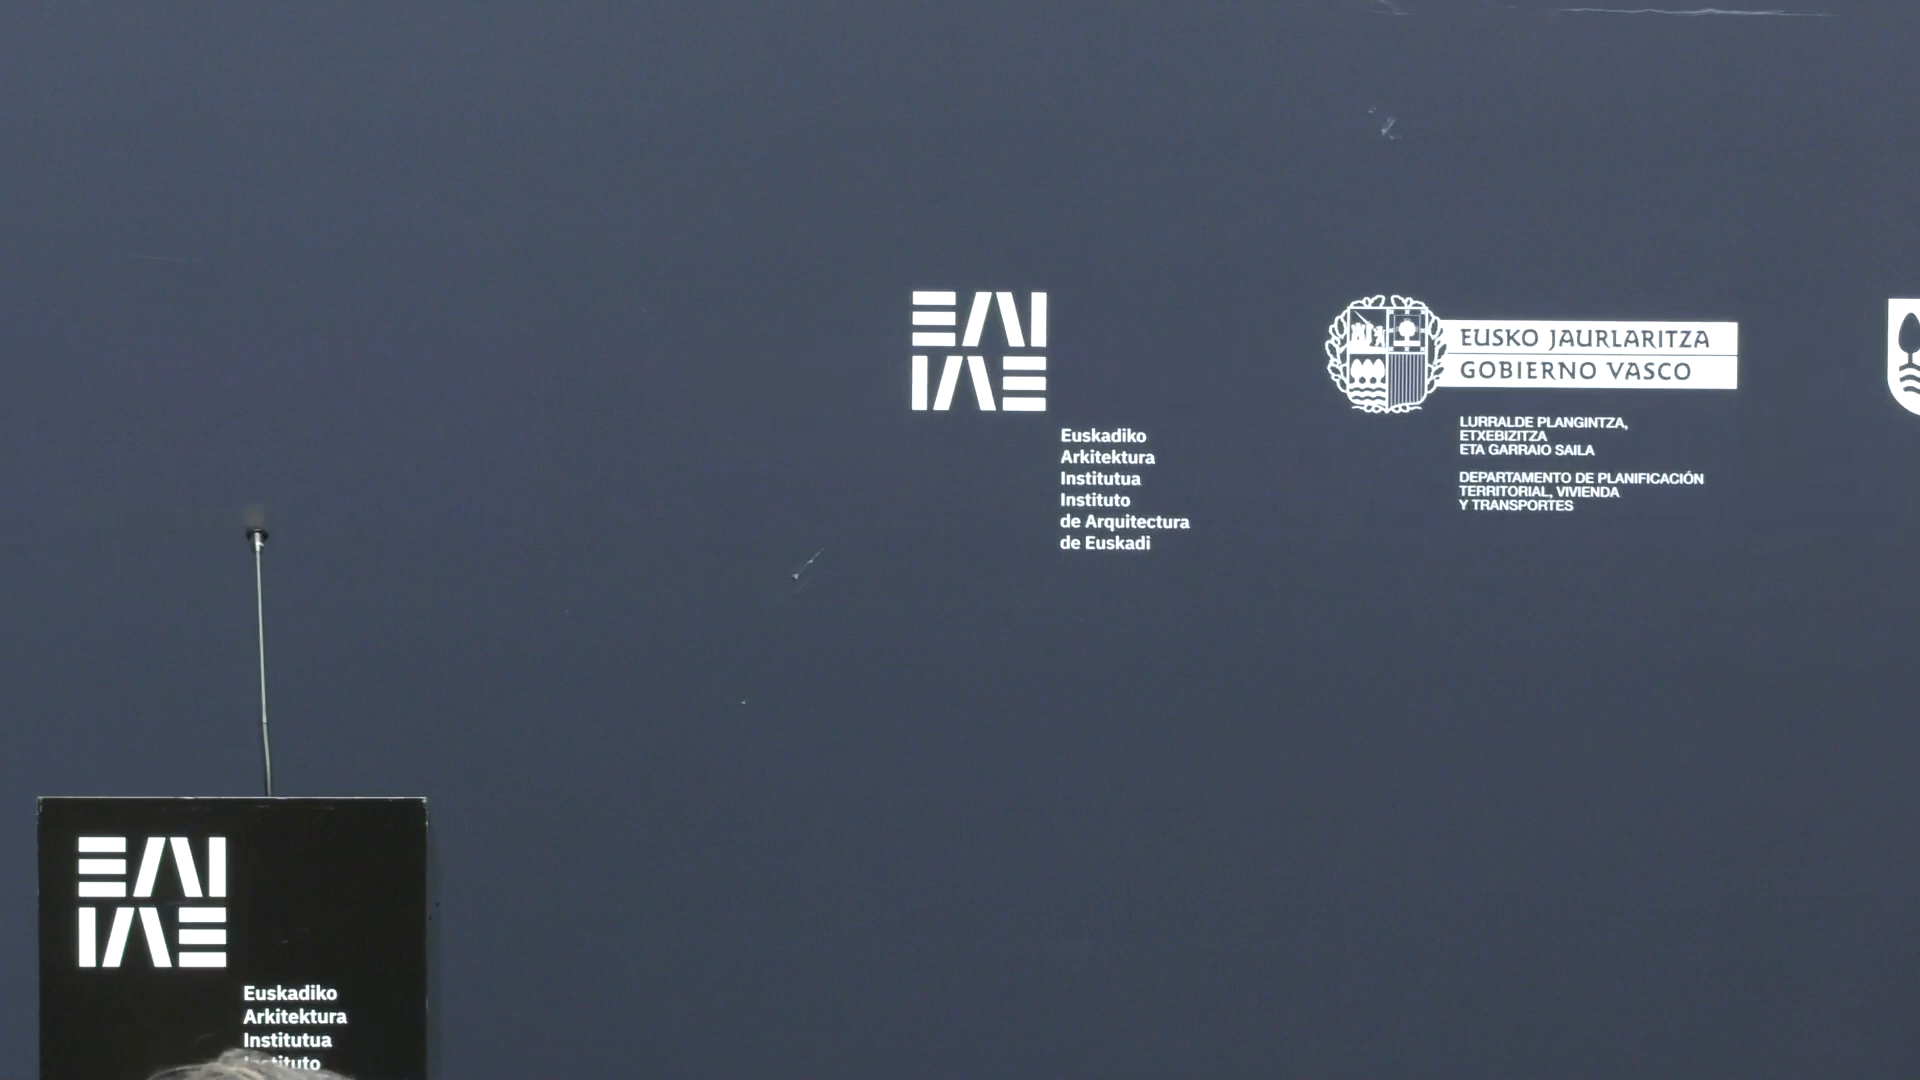 EAI
IAE
Euskadiko
Arkitektura
Institutua
Instituto
de Arquitectura
de Euskadi
EUSKO JAURLARITZA
GOBIERNO VASCO
LURRALDE PLANGINTZA,
ETXEBIZITZA
ETA GARRAIO SAILA
DEPARTAMENTO DE PLANIFICACIÓN
TERRITORIAL, VIVIENDA
Y TRANSPORTES
EAI
IAE
Euskadiko
Arkitektura
Institutua
Instituto